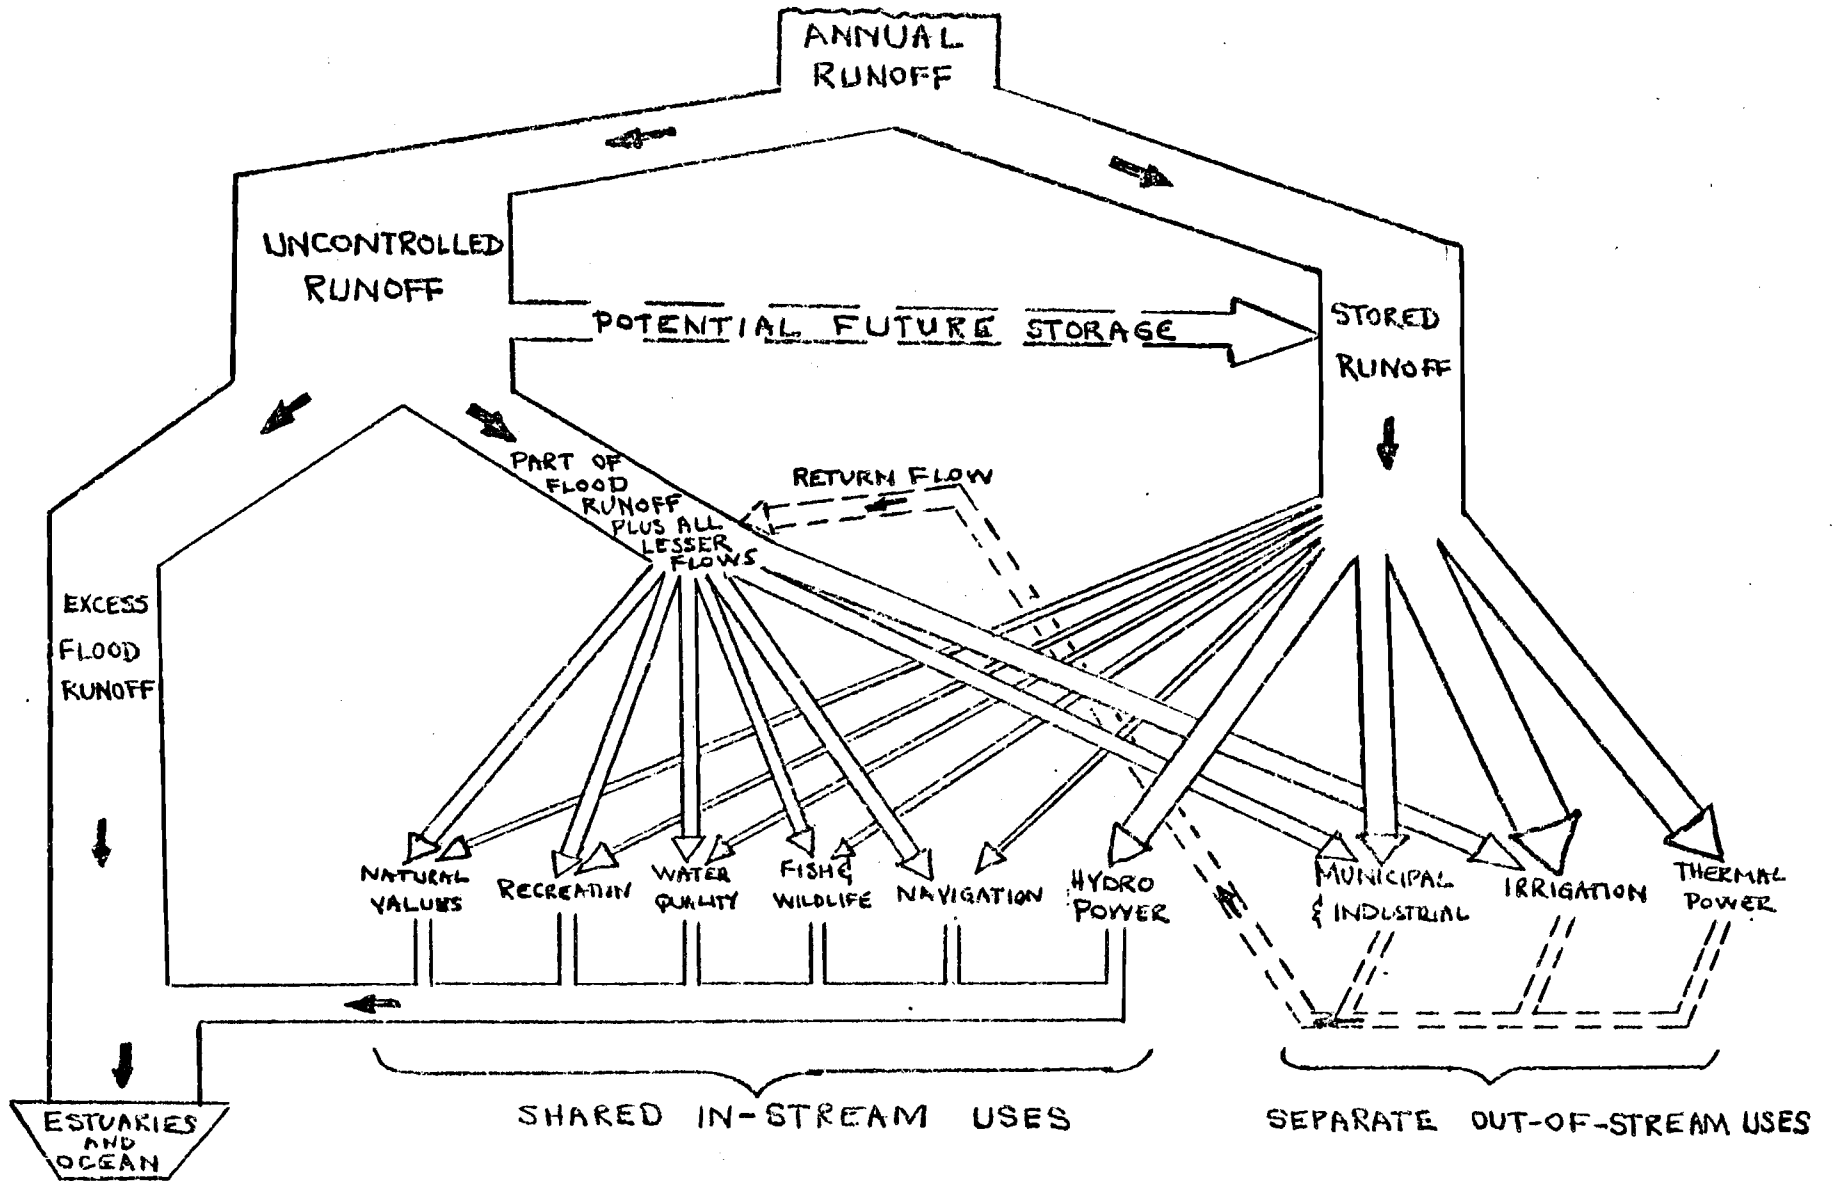 ANNUAL
RUNOFF
UNCONTROLLED
RUNOFF
POTENTIAL FUTURE STORAGE
STORED
RUNOFF
PART OF
FLOOD
RUNOFF
PLUS ALL
LESSER
FLOWS
RETURN FLOW
EXCESS
FLOOD
RUNOFF
NATURAL
VALUES
RECREATION
WATER
QUALITY
FISH &
WILDLIFE
NAVIGATION
HYDRO
POWER
MUNICIPAL
& INDUSTRIAL
IRRIGATION
THERMAL
POWER
SHARED IN-STREAM USES
SEPARATE OUT-OF-STREAM USES
ESTUARIES
AND
OCEAN